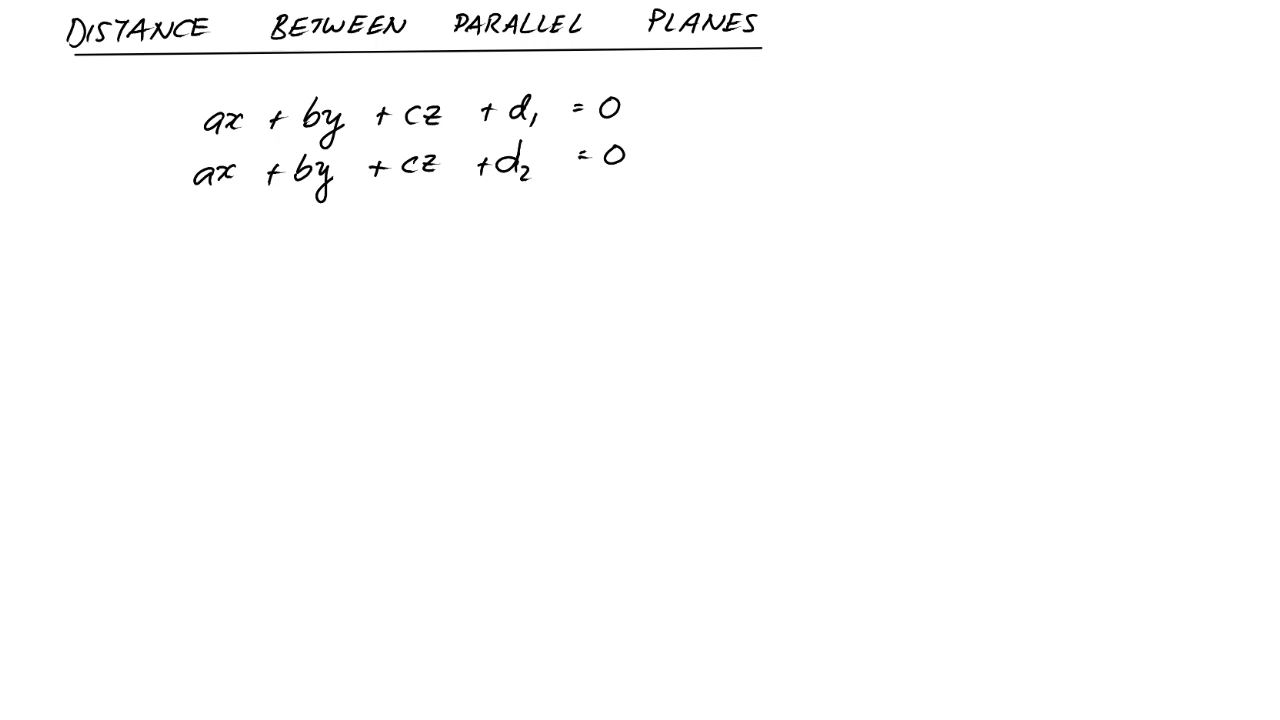 DISTANCE BETWEEN PARALLEL PLANES
ax + by + cz + d₁ = 0
ax + by + cz + d₂ = 0